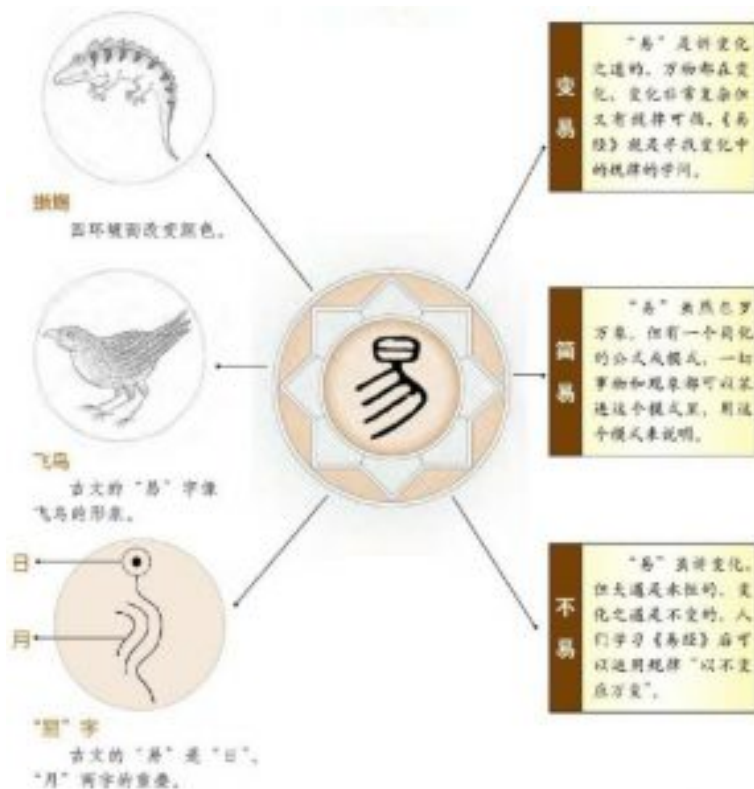 蜥蜴
因环境而改变颜色。
飞鸟
古文的“易”字像
飞鸟的形象。
日
月
“易”字
古文的“易”是“日”、
“月”两字的重叠。
变易
“易”是讲变化
之道的，万物都在变
化，变化非常复杂但
又有规律可循，《易
经》就是寻找变化中
的规律的学问。
简易
“易”虽然包罗
万象，但有一个简化
的公式或模式，一切
事物和现象都可以装
进这个模式里，用这
个模式来说明。
不易
“易”虽讲变化，
但大道是永恒的，变
化之道是不变的，人
们学习《易经》后可
以运用规律“以不变
应万变”。